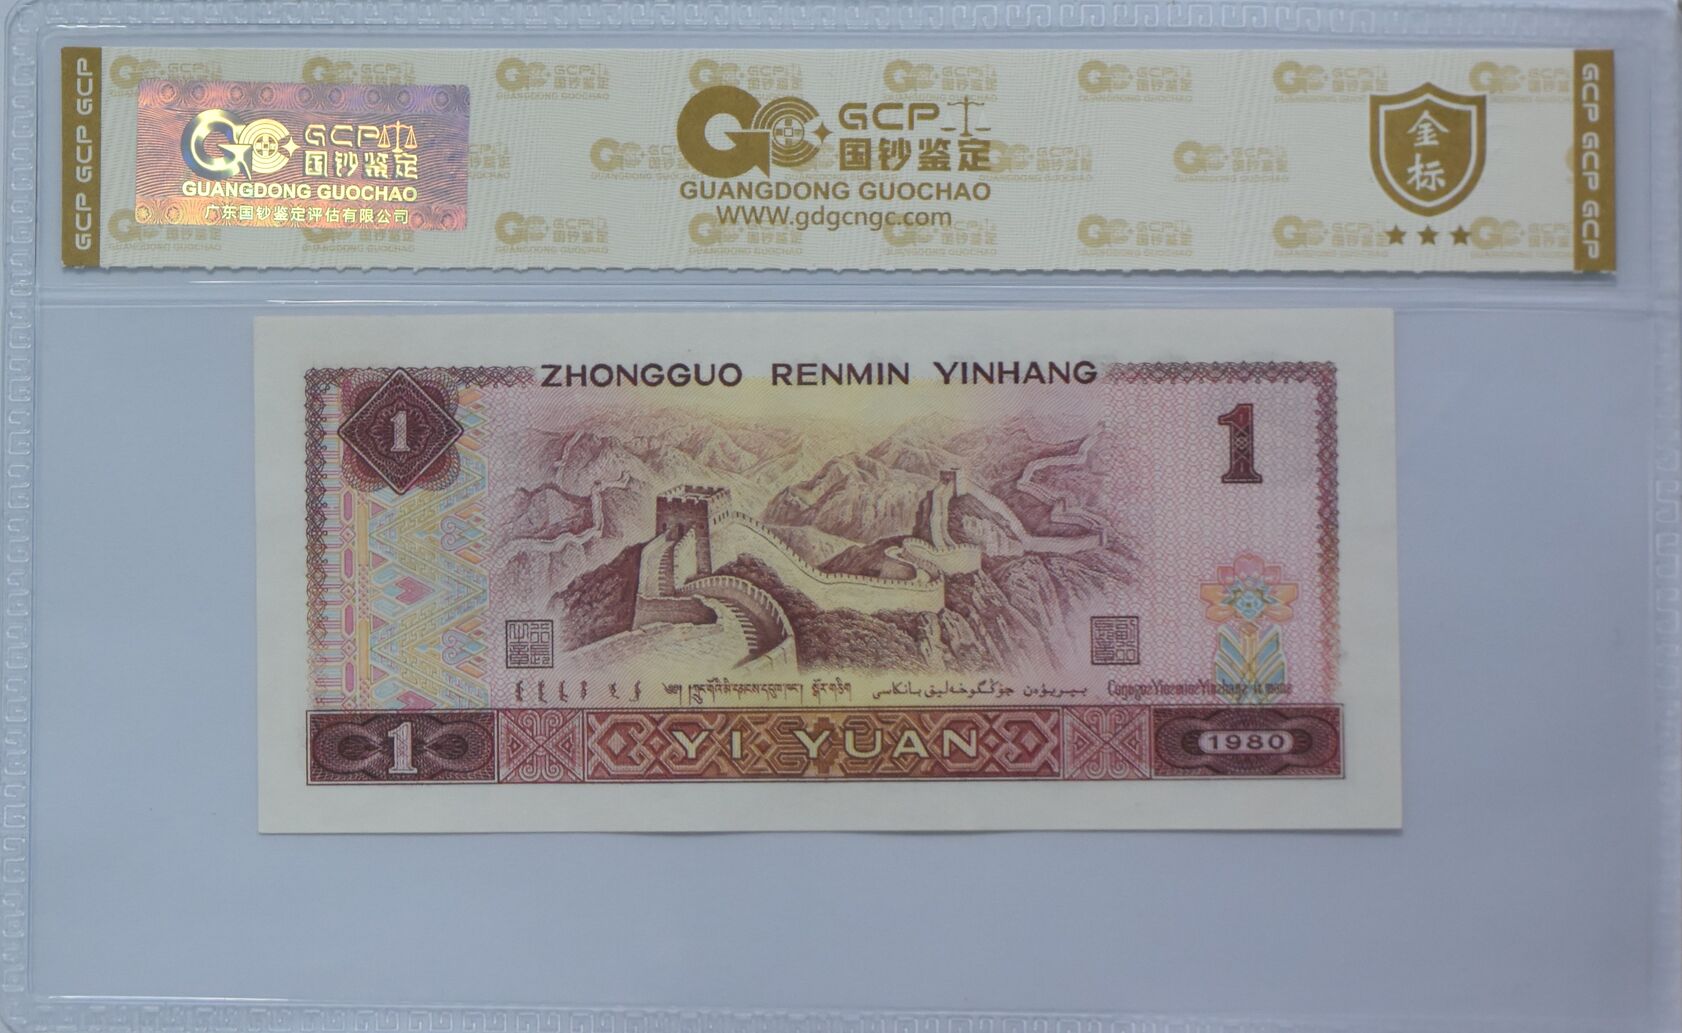 GCP GCP GCP
GCP
国钞鉴定
GUANGDONG GUOCHAO
广东国钞鉴定评估有限公司
GCP
国钞鉴定
GUANGDONG GUOCHAO
WWW.gdgcngc.com
金
标
GCP GCP GCP
ZHONGGUO RENMIN YINHANG
1
1
1
YI YUAN
1980